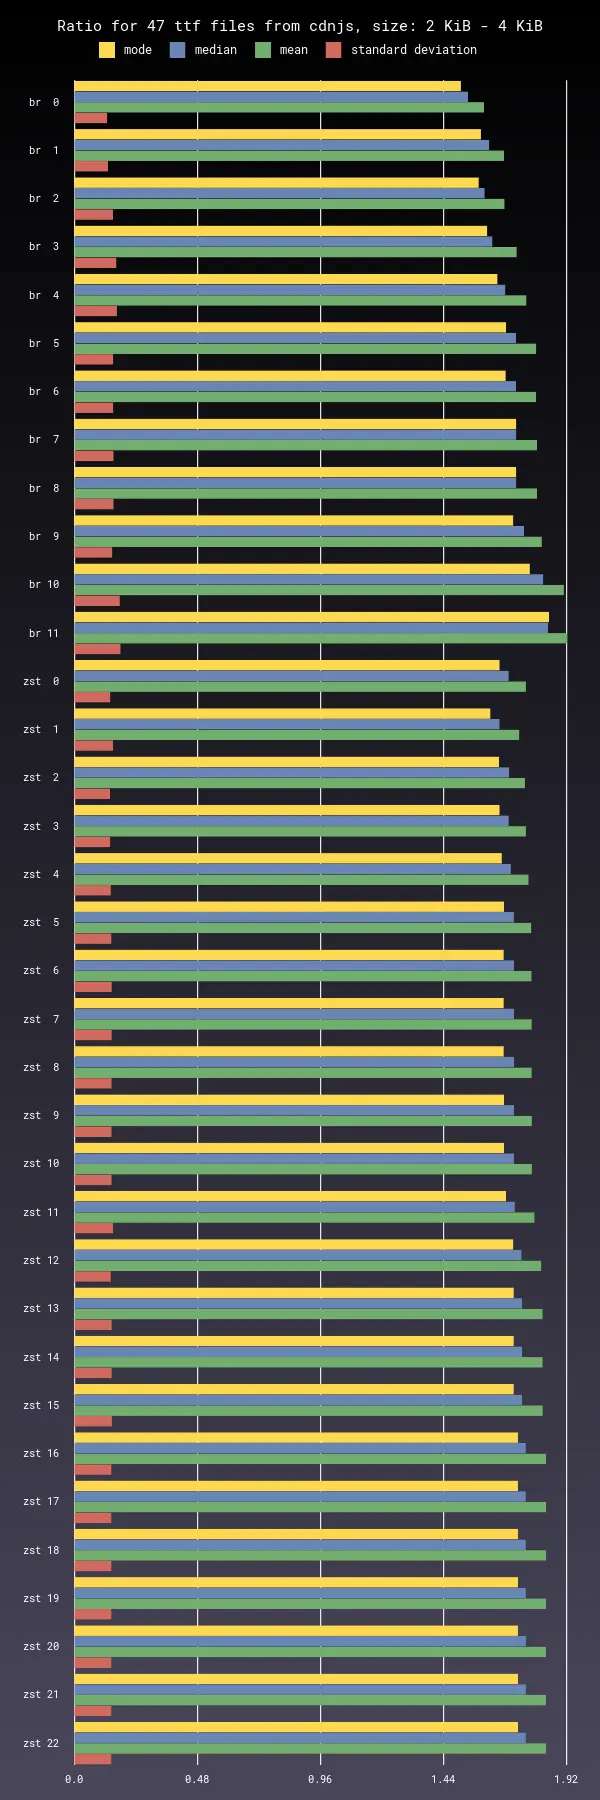 Ratio for 47 ttf files from cdnjs, size: 2 KiB - 4 KiB
mode median mean standard deviation
br 0
br 1
br 2
br 3
br 4
br 5
br 6
br 7
br 8
br 9
br 10
br 11
zst 0
zst 1
zst 2
zst 3
zst 4
zst 5
zst 6
zst 7
zst 8
zst 9
zst 10
zst 11
zst 12
zst 13
zst 14
zst 15
zst 16
zst 17
zst 18
zst 19
zst 20
zst 21
zst 22
0.0 0.48 0.96 1.44 1.92